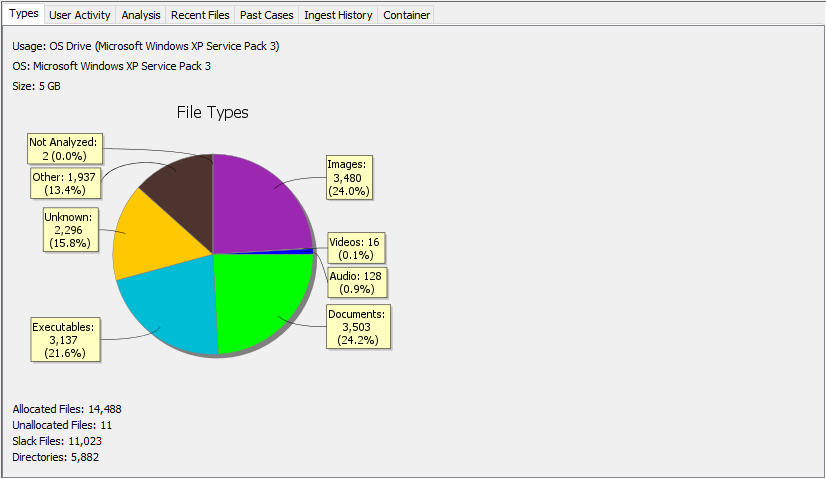 Types User Activity Analysis Recent Files Past Cases Ingest History Container
Usage: OS Drive (Microsoft Windows XP Service Pack 3)
OS: Microsoft Windows XP Service Pack 3
Size: 5 GB
File Types
Not Analyzed:
2 (0.0%)
Other: 1,937
(13.4%)
Unknown:
2,296
(15.8%)
Executables:
3,137
(21.6%)
Images:
3,480
(24.0%)
Videos: 16
(0.1%)
Audio: 128
(0.9%)
Documents:
3,503
(24.2%)
Allocated Files: 14,488
Unallocated Files: 11
Slack Files: 11,023
Directories: 5,882